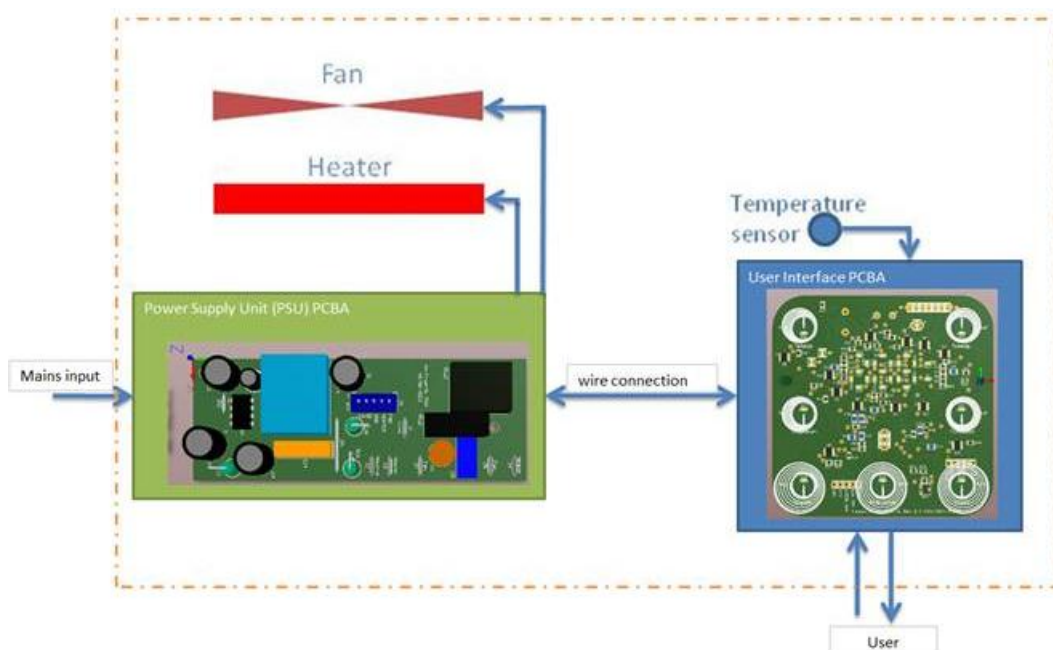 Fan
Heater
Temperature
sensor
User Interface PCBA
Power Supply Unit (PSU) PCBA
Z
Mains input
wire connection
User